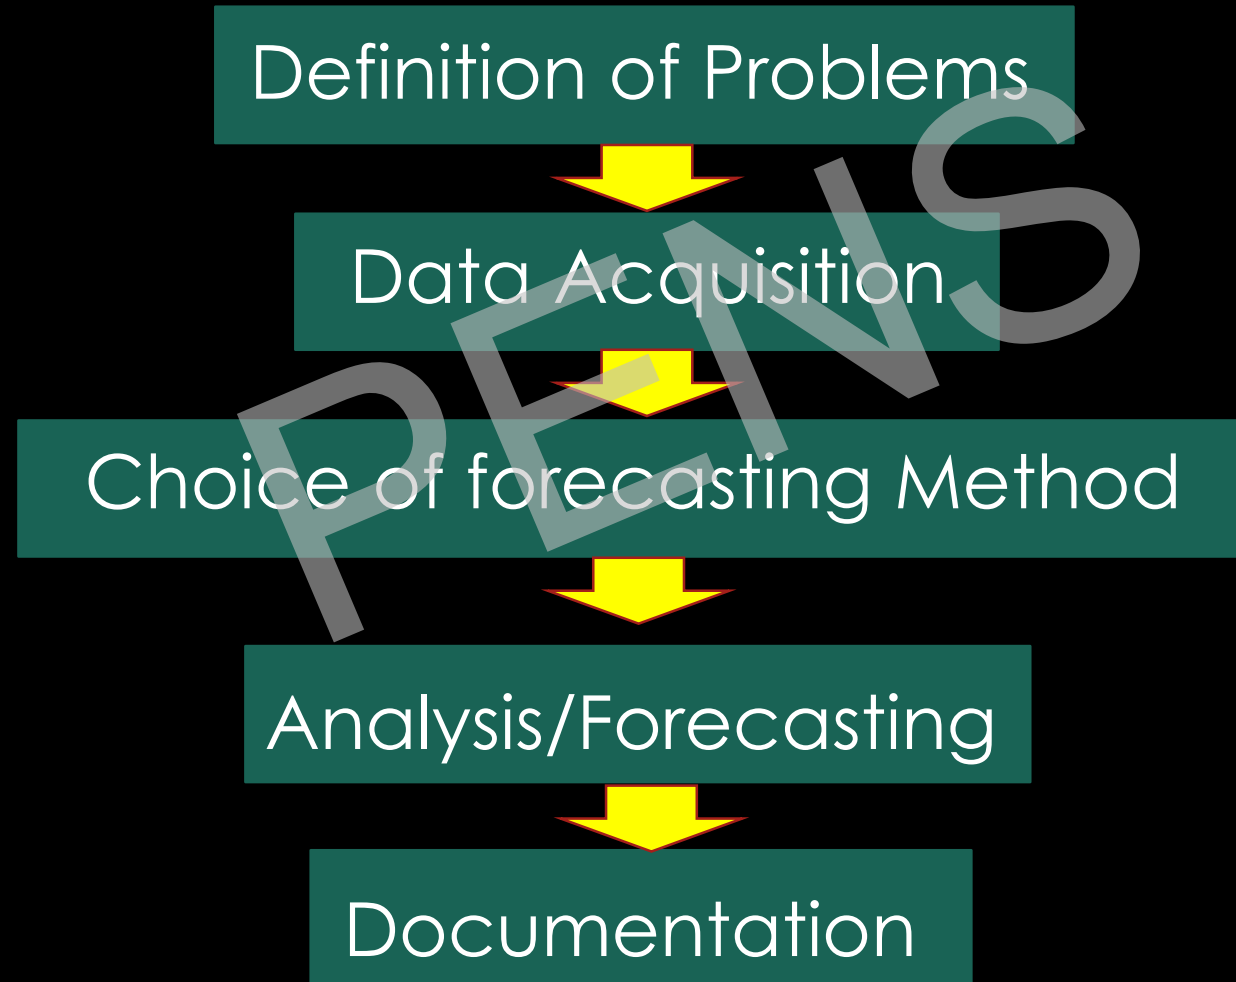 Definition of Problems
Data Acquisition
Choice of forecasting Method
Analysis/Forecasting
Documentation
PENS